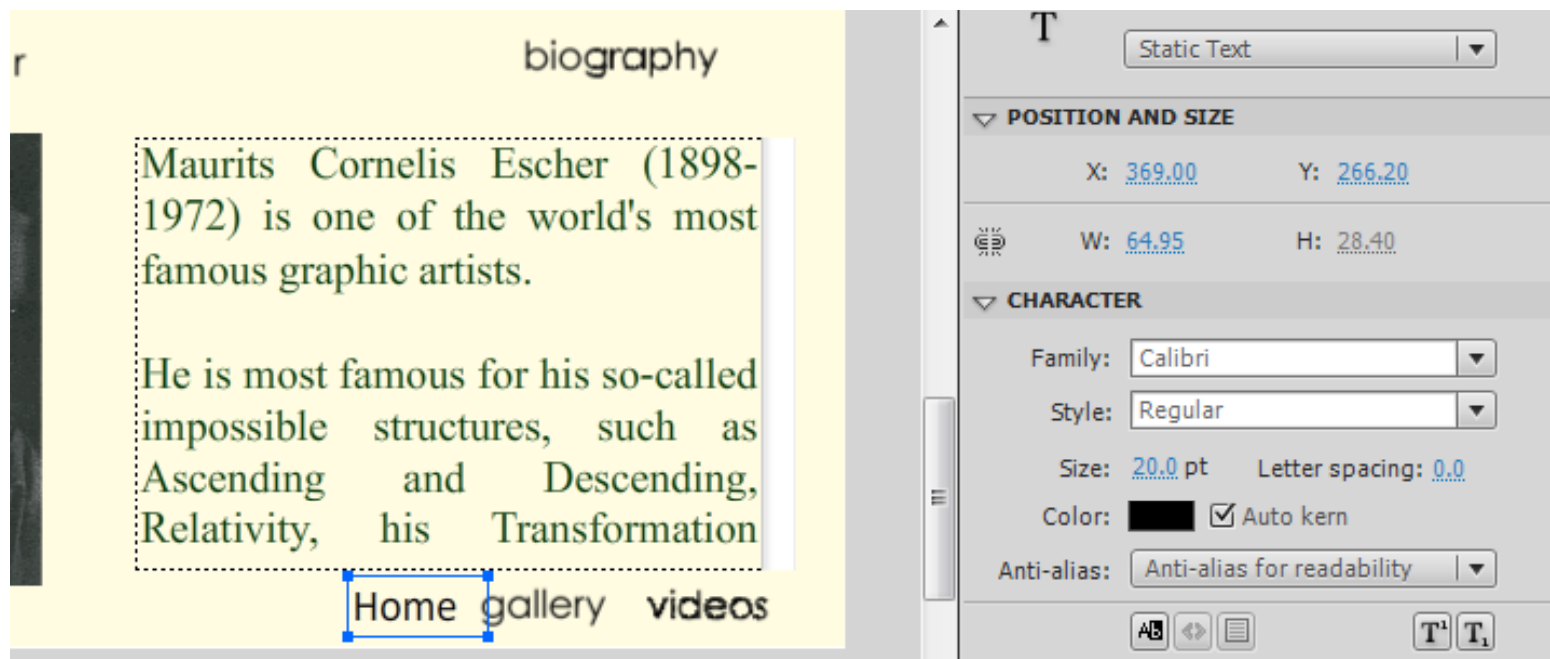 r
biography
Maurits Cornelis Escher (1898-
1972) is one of the world's most
famous graphic artists.
He is most famous for his so-called
impossible structures, such as
Ascending and Descending,
Relativity, his Transformation
Home gallery videos
T
Static Text
POSITION AND SIZE
X: 369.00 Y: 266.20
W: 64.95 H: 28.40
CHARACTER
Family: Calibri
Style: Regular
Size: 20.0 pt Letter spacing: 0.0
Color: Auto kern
Anti-alias: Anti-alias for readability
AB T¹ T₁